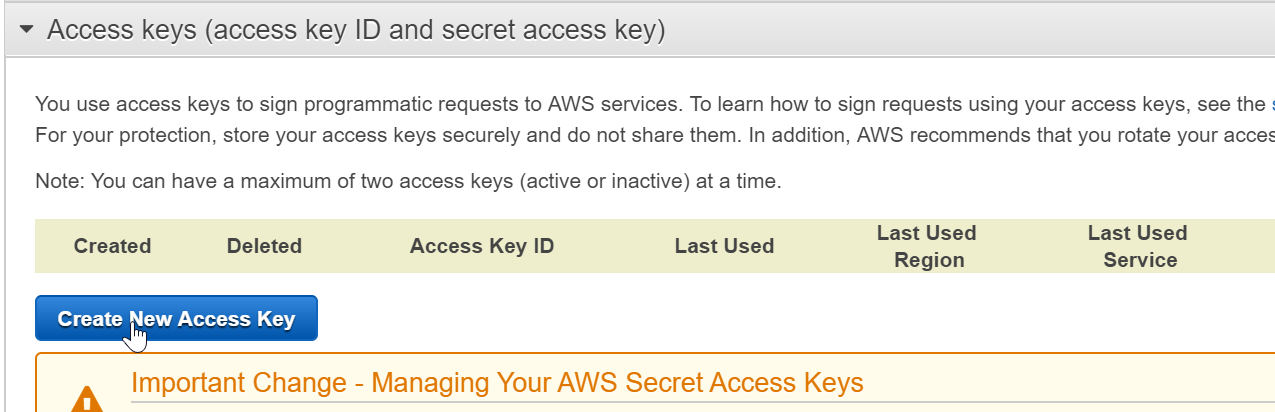 Access keys (access key ID and secret access key)
You use access keys to sign programmatic requests to AWS services. To learn how to sign requests using your access keys, see the
For your protection, store your access keys securely and do not share them. In addition, AWS recommends that you rotate your acces
Note: You can have a maximum of two access keys (active or inactive) at a time.
Created Deleted Access Key ID Last Used Last Used Region Last Used Service
Create New Access Key
Important Change - Managing Your AWS Secret Access Keys